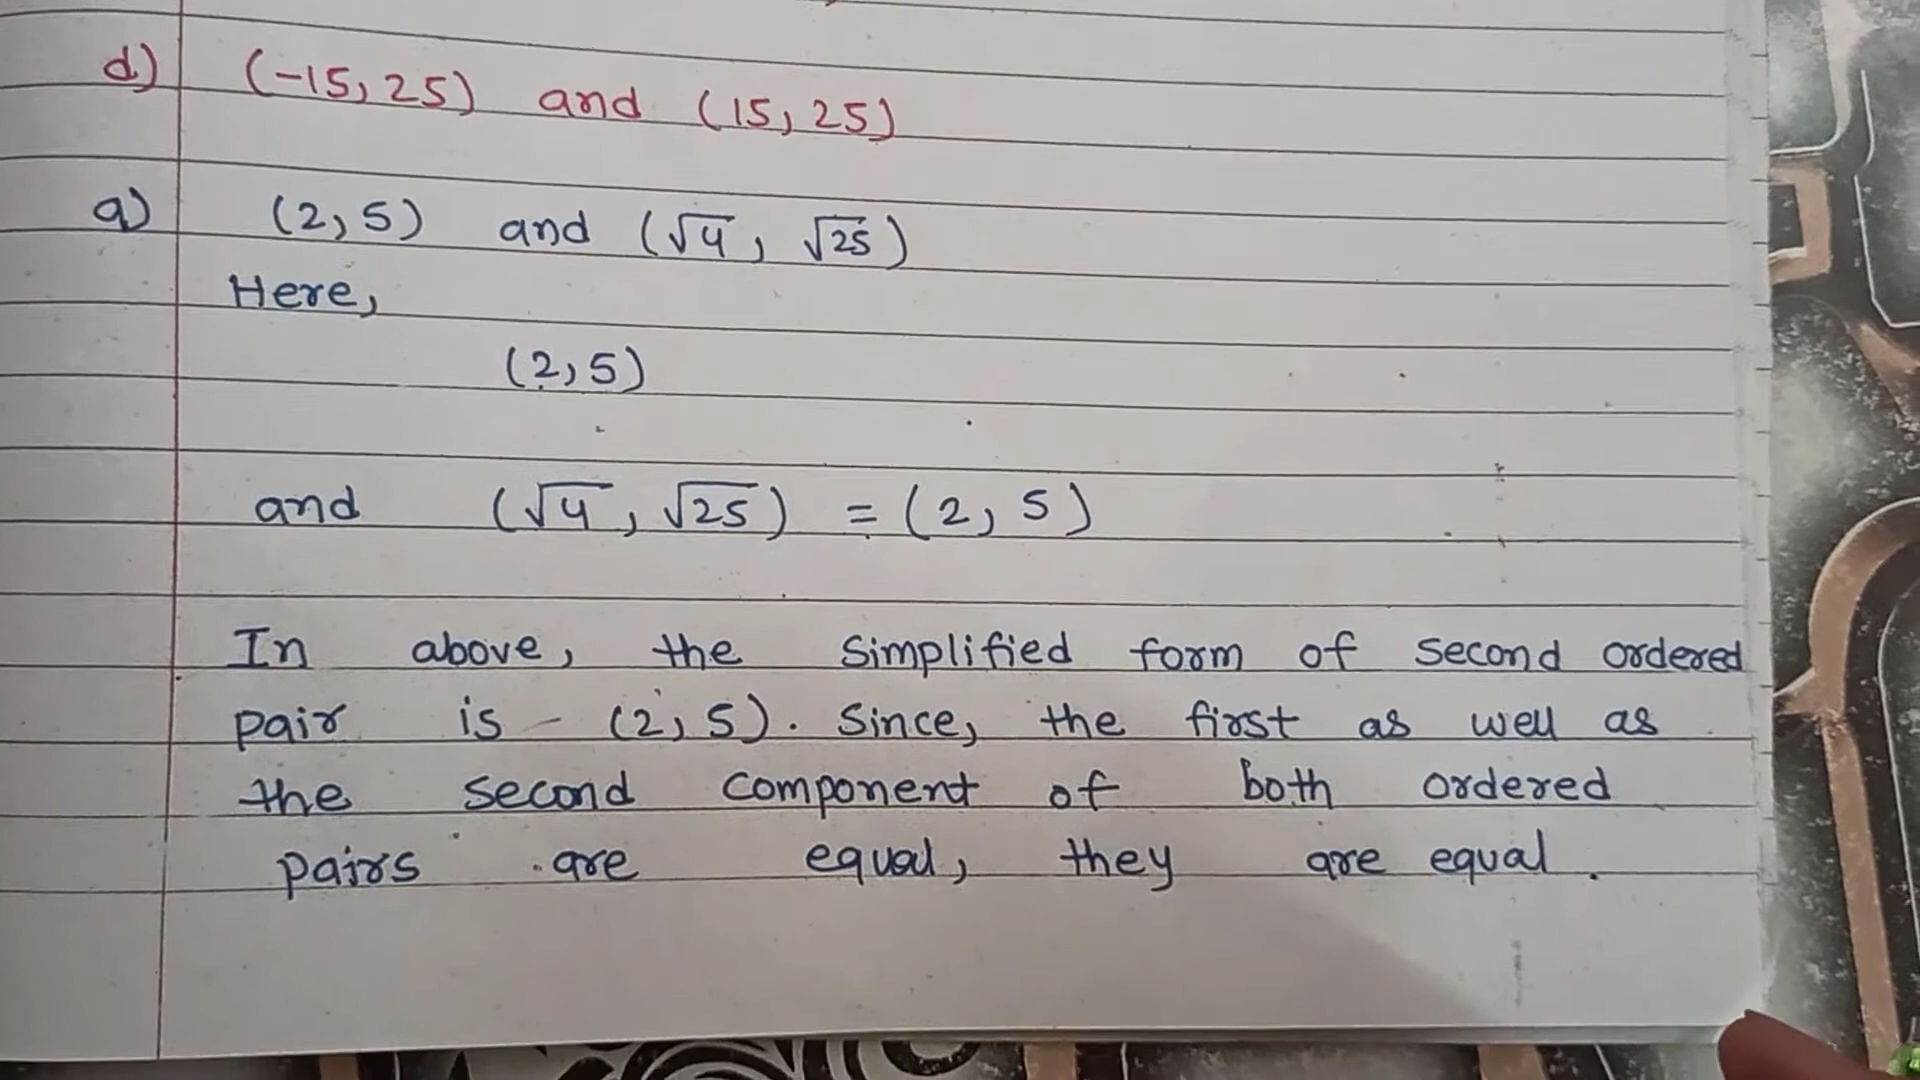 d) (-15, 25) and (15, 25)
a) (2, 5) and (√4, √25)
Here,
(2, 5)
and (√4, √25) = (2, 5)
In above, the simplified form of second ordered
pair is - (2, 5). Since, the first as well as
the second component of both ordered
pairs are equal, they are equal.